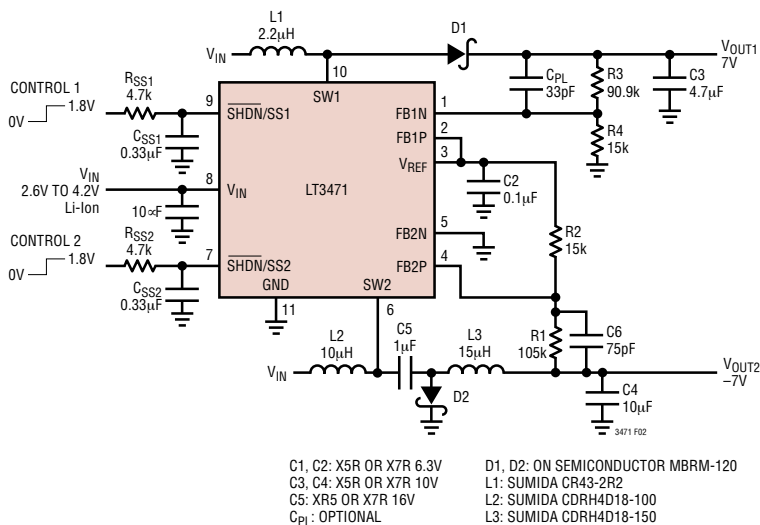 L1
2.2µH
D1
VIN
VOUT1
7V
10
SW1
CPL
33pF
R3
90.9k
C3
4.7µF
CONTROL 1
1.8V
0V
RSS1
4.7k
9
SHDN/SS1
CSS1
0.33µF
FB1N
1
FB1P
2
VREF
3
R4
15k
VIN
2.6V TO 4.2V
Li-Ion
8
VIN
LT3471
C2
0.1µF
10∝F
R2
15k
FB2N
5
CONTROL 2
1.8V
0V
RSS2
4.7k
7
SHDN/SS2
FB2P
4
CSS2
0.33µF
GND
11
SW2
6
L2
10µH
C5
1µF
L3
15µH
R1
105k
C6
75pF
VIN
VOUT2
–7V
D2
C4
10µF
3471 F02
C1, C2: X5R OR X7R 6.3V
C3, C4: X5R OR X7R 10V
C5: XR5 OR X7R 16V
CPL: OPTIONAL
D1, D2: ON SEMICONDUCTOR MBRM-120
L1: SUMIDA CR43-2R2
L2: SUMIDA CDRH4D18-100
L3: SUMIDA CDRH4D18-150